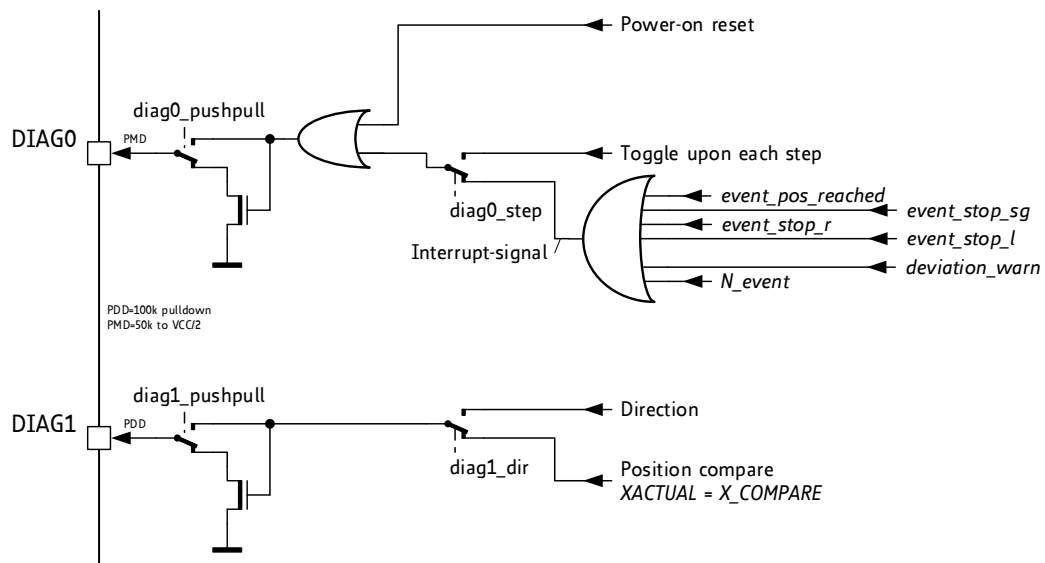 Power-on reset
diag0_pushpull
DIAG0
PMD
Toggle upon each step
diag0_step
event_pos_reached
event_stop_sg
event_stop_r
Interrupt-signal
event_stop_l
deviation_warn
N_event
PDD=100k pulldown
PMD=50k to VCC/2
diag1_pushpull
DIAG1
PDD
Direction
diag1_dir
Position compare
XACTUAL = X_COMPARE